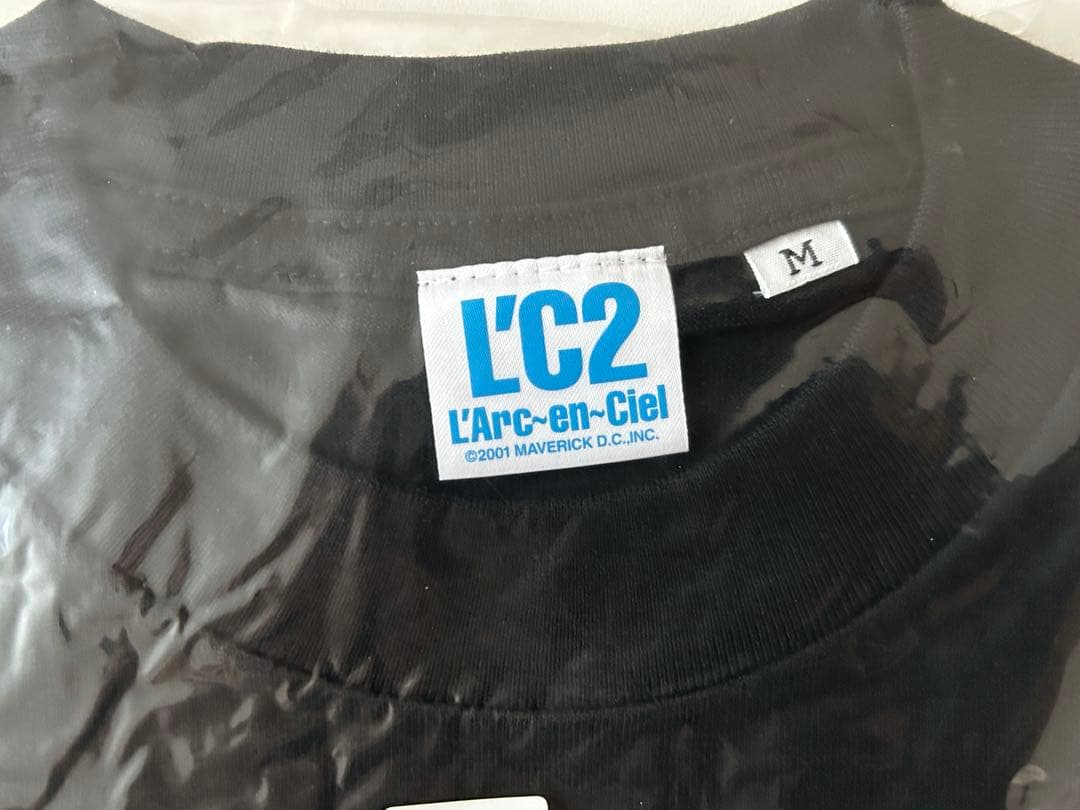 L'C2
L'Arc~en~Ciel
©2001 MAVERICK D.C.,INC.
M